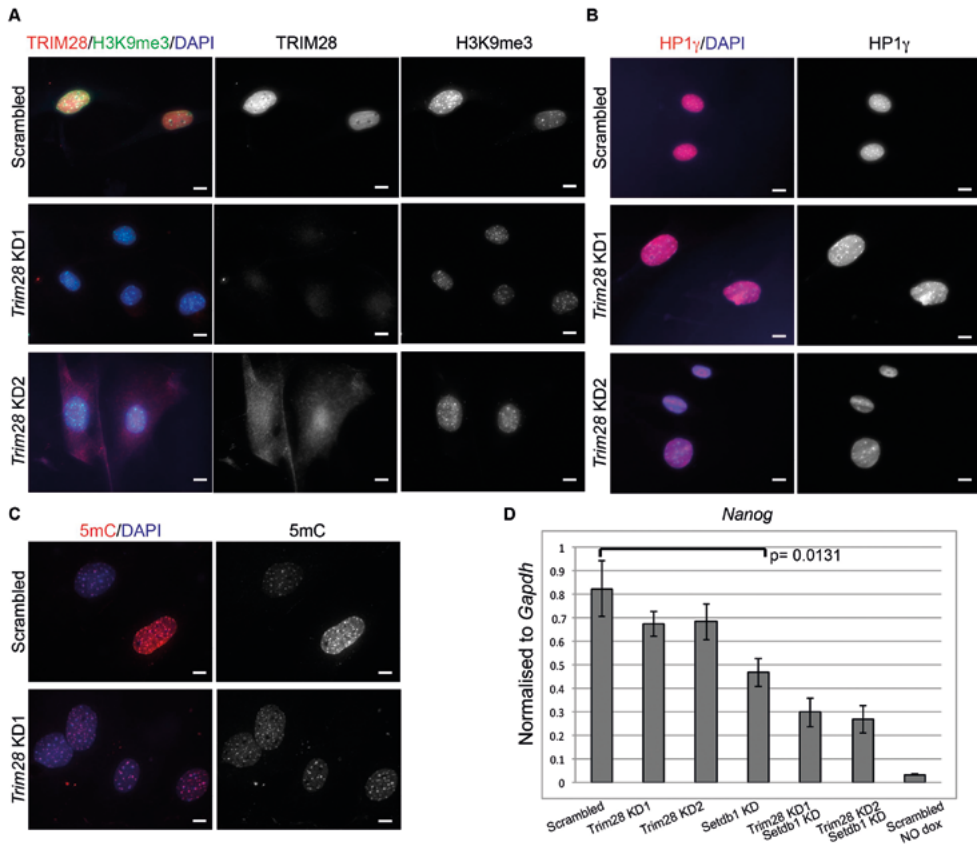 A
TRIM28/H3K9me3/DAPI
TRIM28
H3K9me3
Scrambled
Trim28 KD1
Trim28 KD2
B
HP1γ/DAPI
HP1γ
Scrambled
Trim28 KD1
Trim28 KD2
C
5mC/DAPI
5mC
Scrambled
Trim28 KD1
D
Nanog
p= 0.0131
Normalised to Gapdh
1
0.9
0.8
0.7
0.6
0.5
0.4
0.3
0.2
0.1
0
Scrambled
Trim28 KD1
Trim28 KD2
Setdb1 KD
Trim28 KD1
Setdb1 KD
Trim28 KD2
Setdb1 KD
Scrambled
NO dox